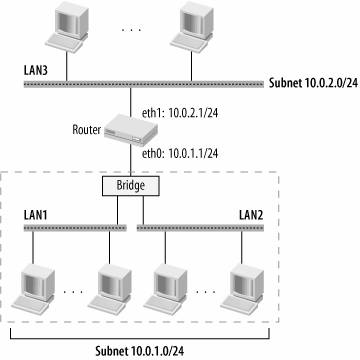 . . .
LAN3
Subnet 10.0.2.0/24
eth1: 10.0.2.1/24
Router
eth0: 10.0.1.1/24
Bridge
LAN1
LAN2
. . .
. . .
Subnet 10.0.1.0/24